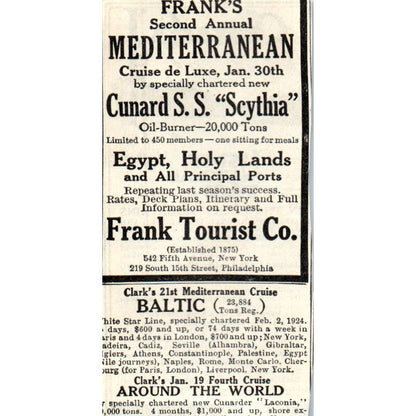 FRANK'S
Second Annual
MEDITERRANEAN
Cruise de Luxe, Jan. 30th
by specially chartered new
Cunard S. S. "Scythia"
Oil-Burner—20,000 Tons
Limited to 450 members—one sitting for meals
Egypt, Holy Lands
and All Principal Ports
Repeating last season's success.
Rates, Deck Plans, Itinerary and Full
Information on request.
Frank Tourist Co.
(Established 1875)
542 Fifth Avenue, New York
219 South 15th Street, Philadelphia
Clark's 21st Mediterranean Cruise
BALTIC (23,884 Tons Reg.)
hite Star Line, specially chartered Feb. 2, 1924.
days, $600 and up, or 74 days with a week in
ris and 4 days in London, $700 and up; New York,
adeira, Cadiz, Seville (Alhambra), Gibraltar,
giers, Athens, Constantinople, Palestine, Egypt
ile journeys), Naples, Rome, Monte Carlo, Cher-
urg (for Paris, London), Liverpool, New York.
Clark's Jan. 19 Fourth Cruise
AROUND THE WORLD
y specially chartered new Cunarder "Laconia,"
,000 tons. 4 months, $1,000 and up, shore ex-